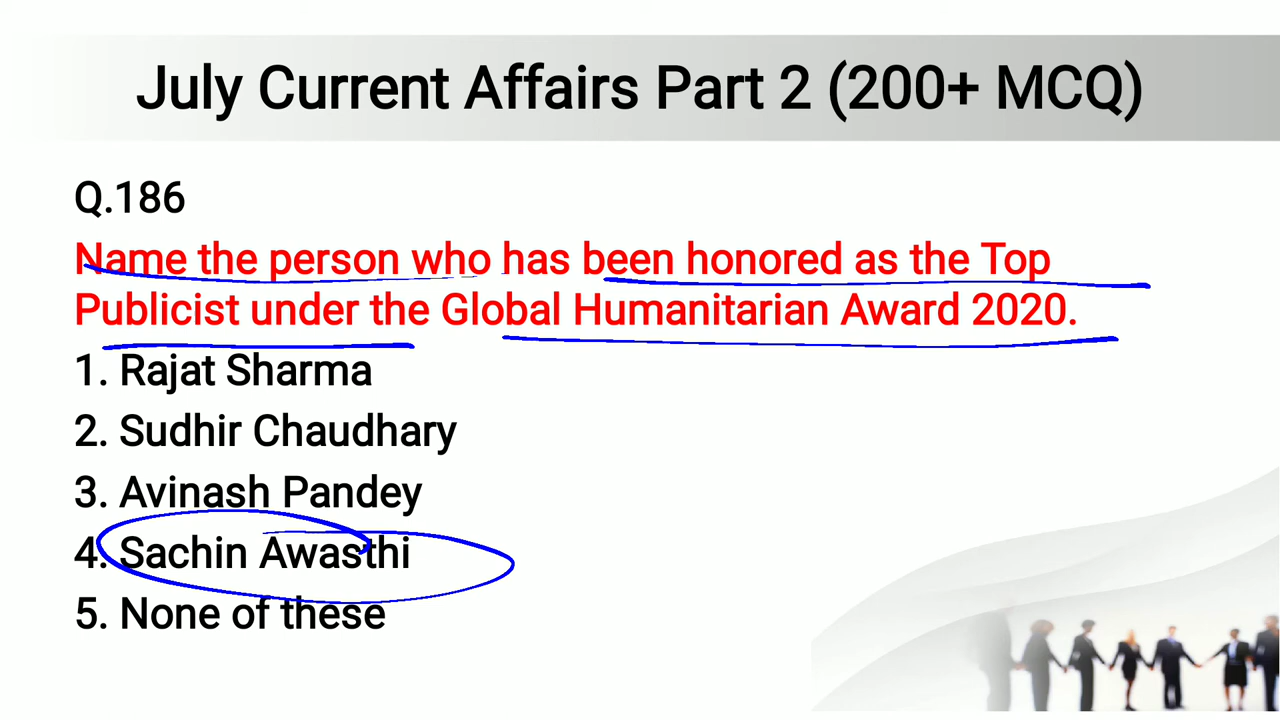 July Current Affairs Part 2 (200+ MCQ)
Q.186
Name the person who has been honored as the Top
Publicist under the Global Humanitarian Award 2020.
1. Rajat Sharma
2. Sudhir Chaudhary
3. Avinash Pandey
4. Sachin Awasthi
5. None of these